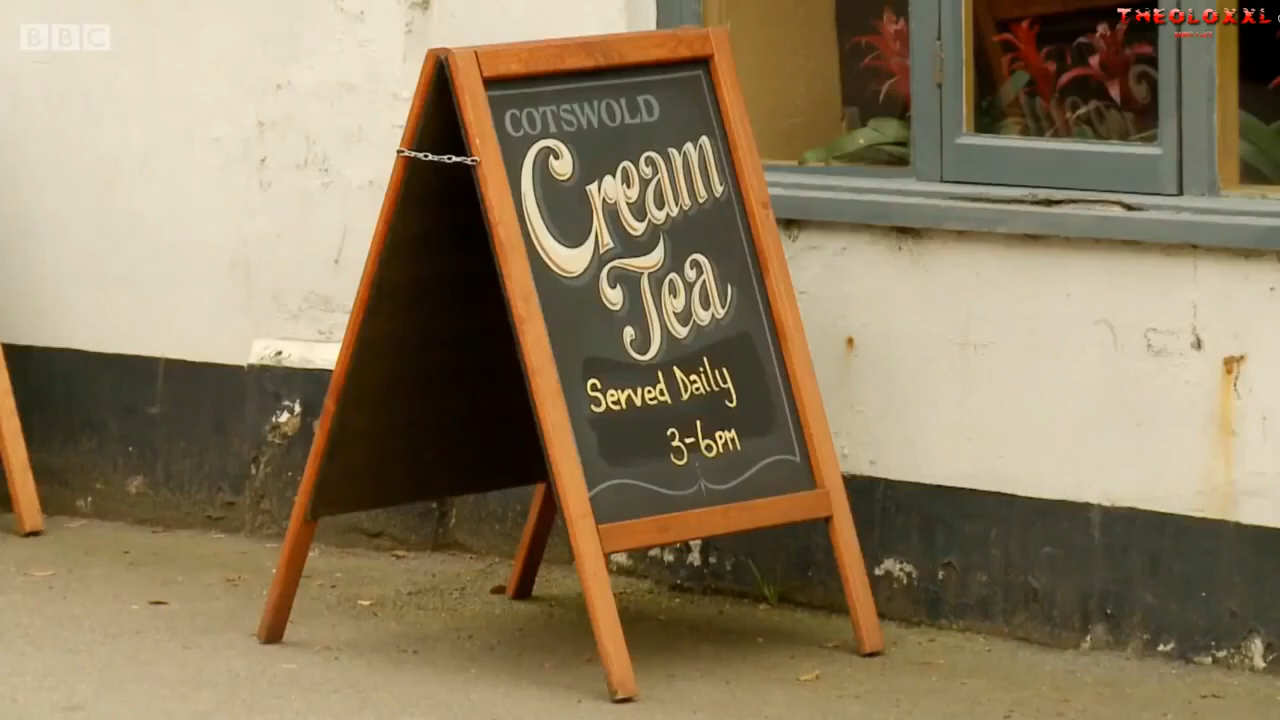 BBC
THEOLOXXL
COTSWOLD
Cream
Tea
Served Daily
3-6PM